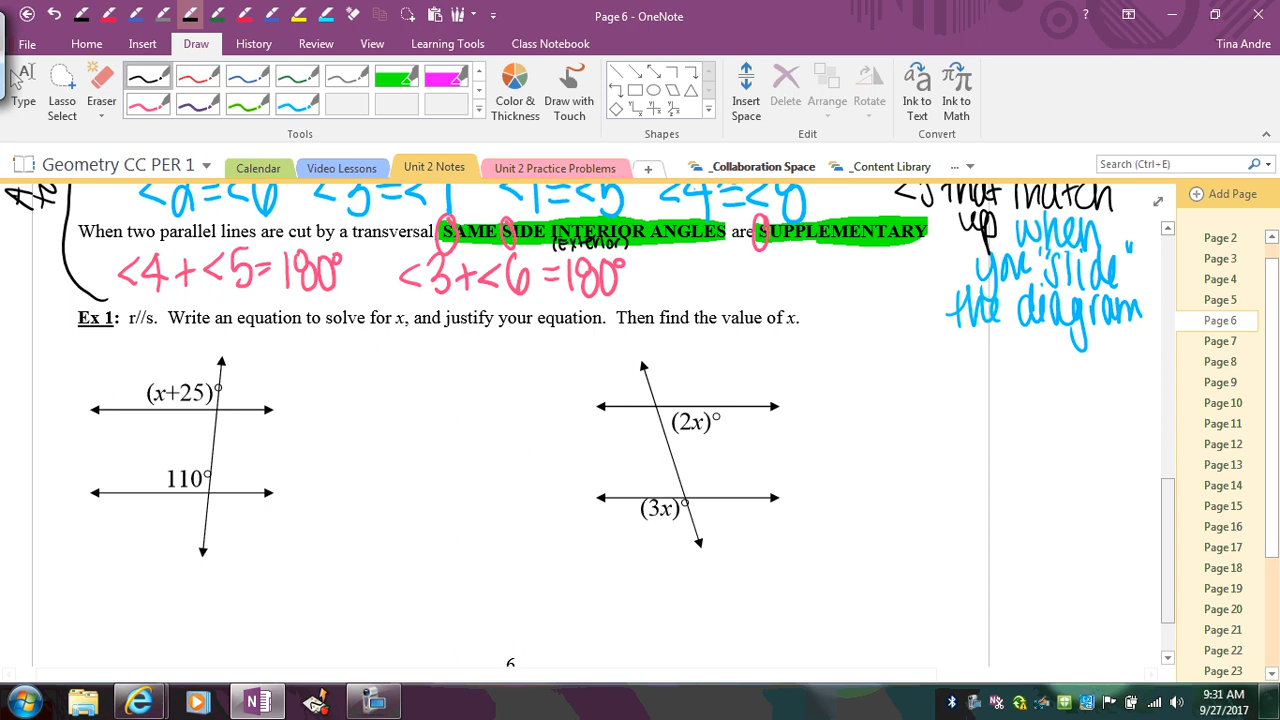 Page 6 - OneNote
Tina Andre
File Home Insert Draw History Review View Learning Tools Class Notebook
Type
Lasso Select
Eraser
Color & Thickness
Draw with Touch
Insert Space
Delete
Arrange
Rotate
Ink to Text
Ink to Math
Tools
Shapes
Edit
Convert
Geometry CC PER 1
Calendar
Video Lessons
Unit 2 Notes
Unit 2 Practice Problems
_Collaboration Space
_Content Library
...
Search (Ctrl+E)
Add Page
<4=<8
match
up when
you "slide"
the diagram
When two parallel lines are cut by a transversal SAME SIDE INTERIOR ANGLES are SUPPLEMENTARY
(Exterior)
<4+<5=180° <3+<6=180°
Ex 1: r//s. Write an equation to solve for x, and justify your equation. Then find the value of x.
(x+25)°
110°
(2x)°
(3x)°
6
Page 2
Page 3
Page 4
Page 5
Page 6
Page 7
Page 8
Page 9
Page 10
Page 11
Page 12
Page 13
Page 14
Page 15
Page 16
Page 17
Page 18
Page 19
Page 20
Page 21
Page 22
Page 23
9:31 AM
9/27/2017